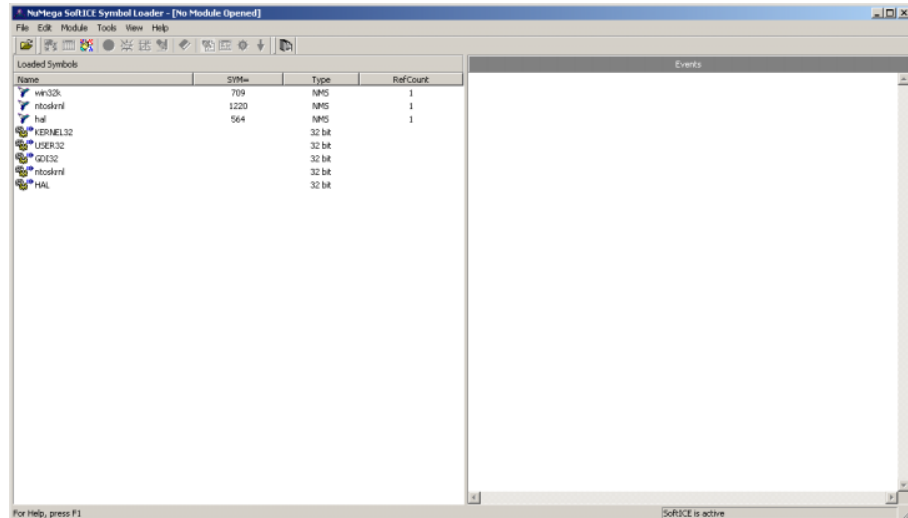 NuMega SoftICE Symbol Loader - [No Module Opened]
File Edit Module Tools View Help
Loaded Symbols
Events
Name SYM= Type RefCount
win32k 709 NMS 1
ntoskrnl 1220 NMS 1
hal 564 NMS 1
KERNEL32 32 bit
USER32 32 bit
GDI32 32 bit
ntoskrnl 32 bit
HAL 32 bit
For Help, press F1
SoftICE is active